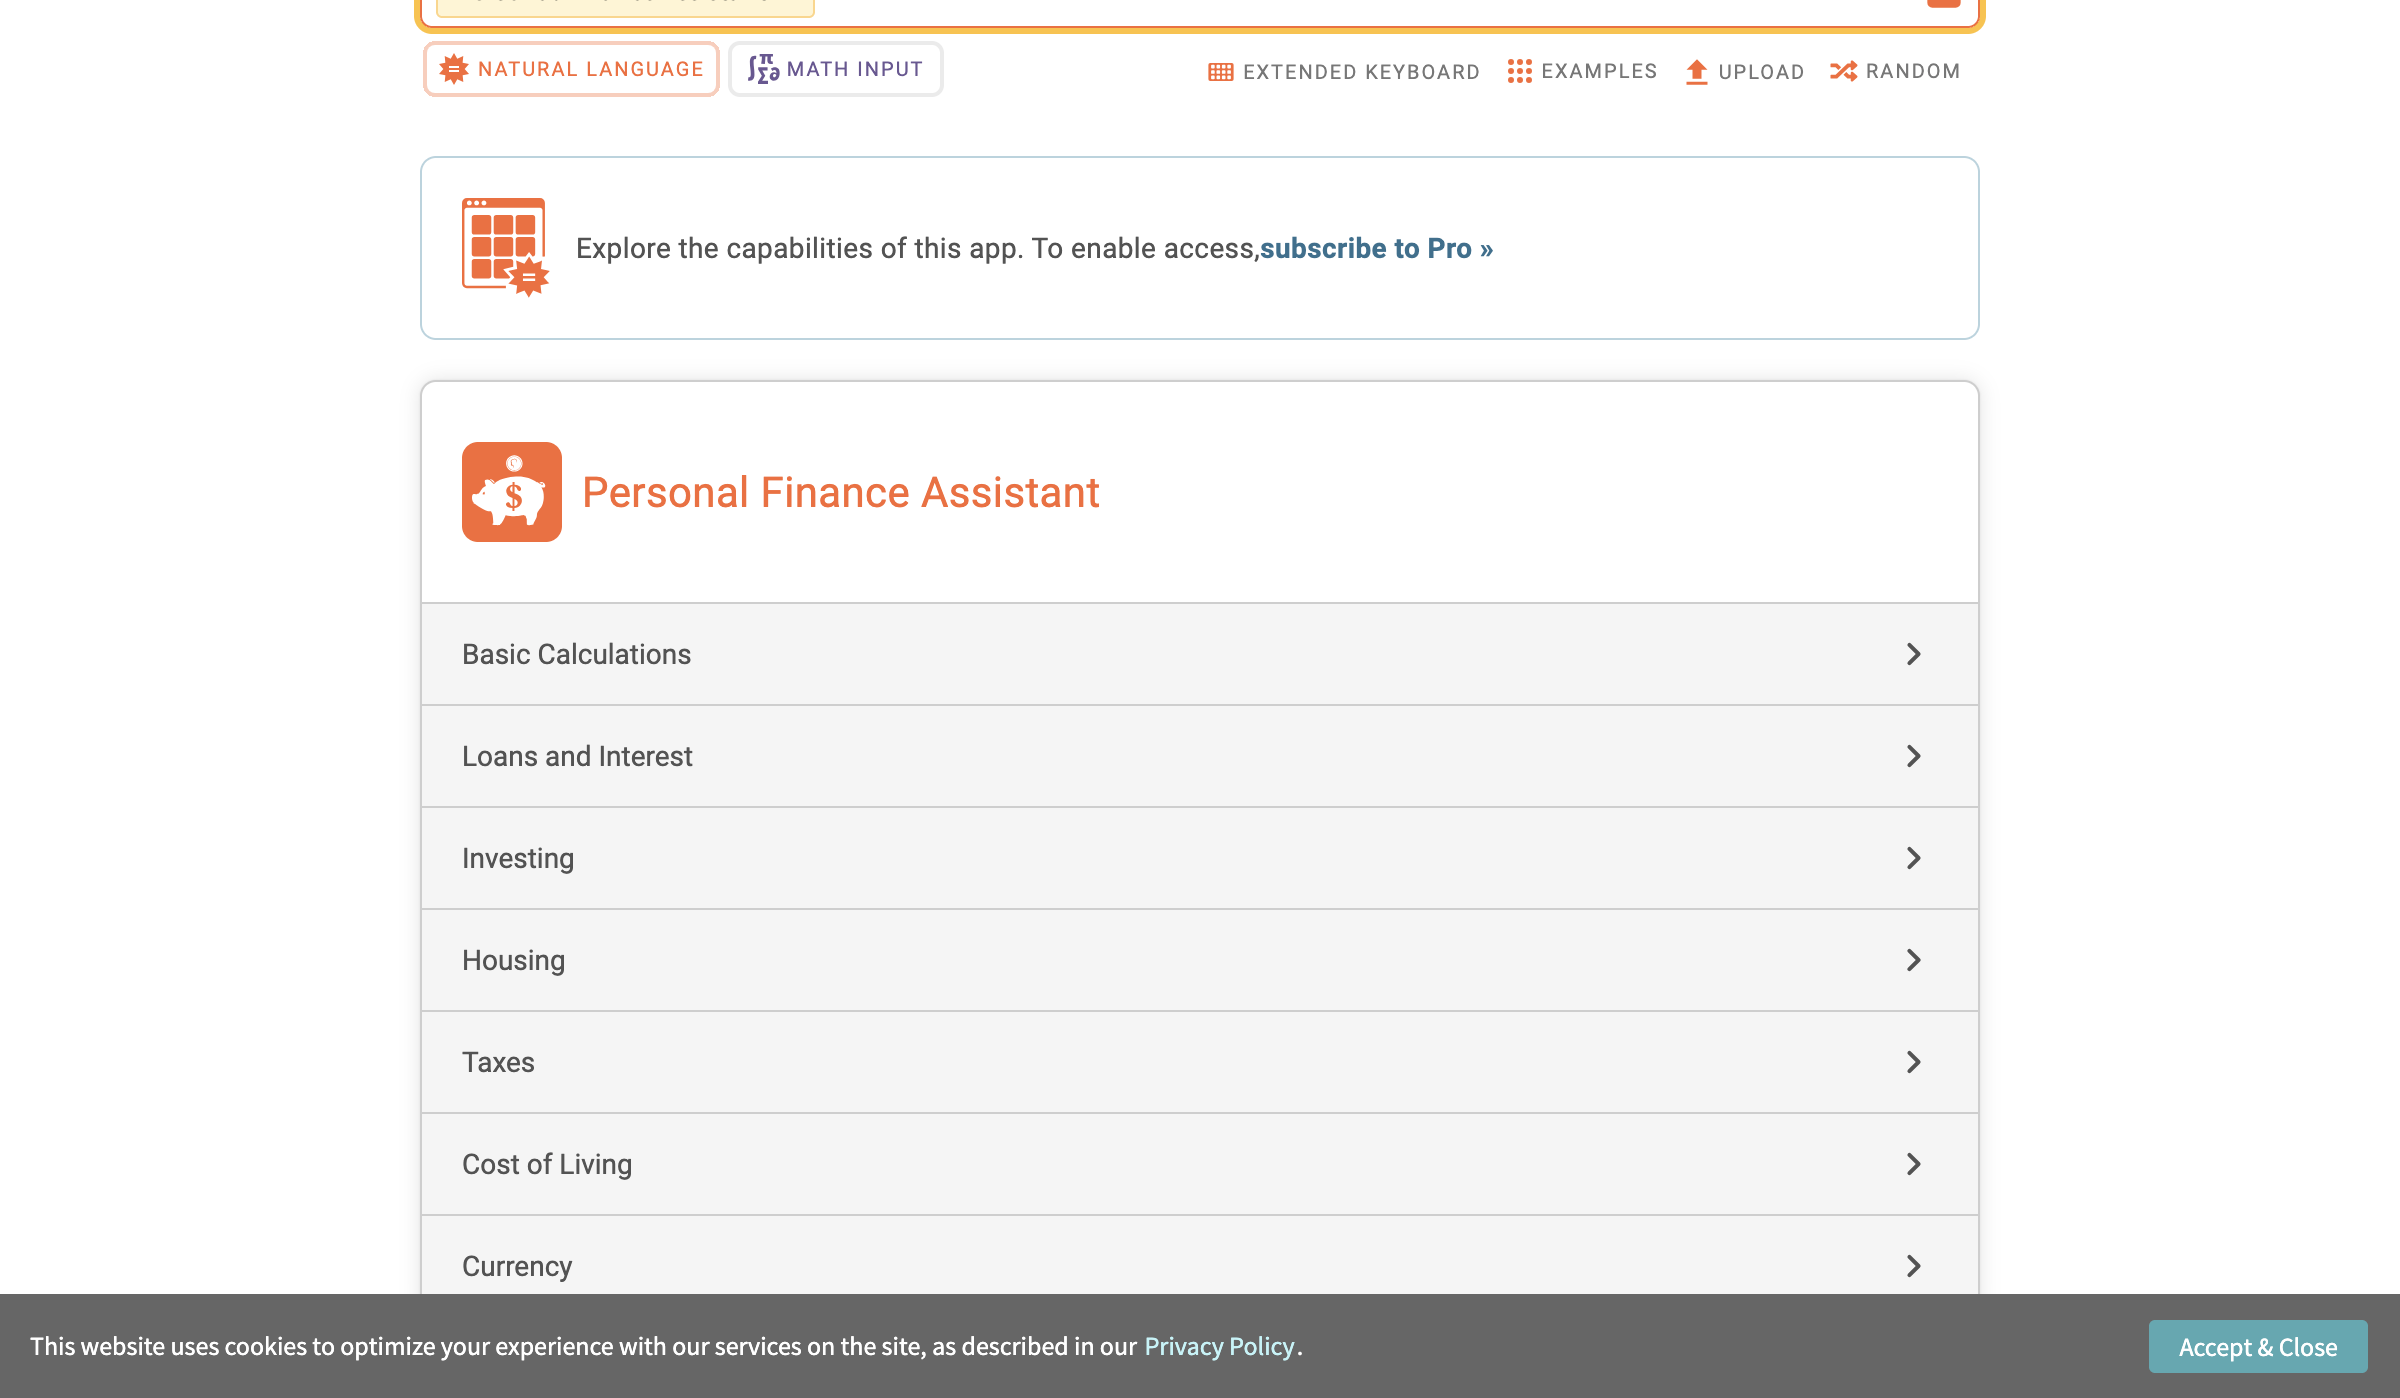 NATURAL LANGUAGE
MATH INPUT
EXTENDED KEYBOARD
EXAMPLES
UPLOAD
RANDOM
Explore the capabilities of this app. To enable access,subscribe to Pro »
Personal Finance Assistant
Basic Calculations
Loans and Interest
Investing
Housing
Taxes
Cost of Living
Currency
This website uses cookies to optimize your experience with our services on the site, as described in our Privacy Policy.
Accept & Close